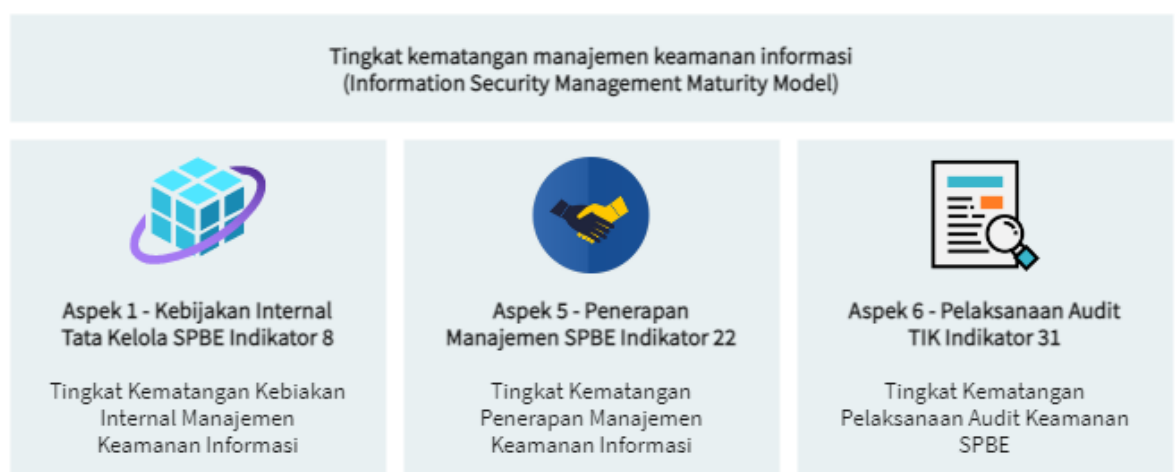 Tingkat kematangan manajemen keamanan informasi
(Information Security Management Maturity Model)
Aspek 1 - Kebijakan Internal
Tata Kelola SPBE Indikator 8
Tingkat Kematangan Kebiakan
Internal Manajemen
Keamanan Informasi
Aspek 5 - Penerapan
Manajemen SPBE Indikator 22
Tingkat Kematangan
Penerapan Manajemen
Keamanan Informasi
Aspek 6 - Pelaksanaan Audit
TIK Indikator 31
Tingkat Kematangan
Pelaksanaan Audit Keamanan
SPBE